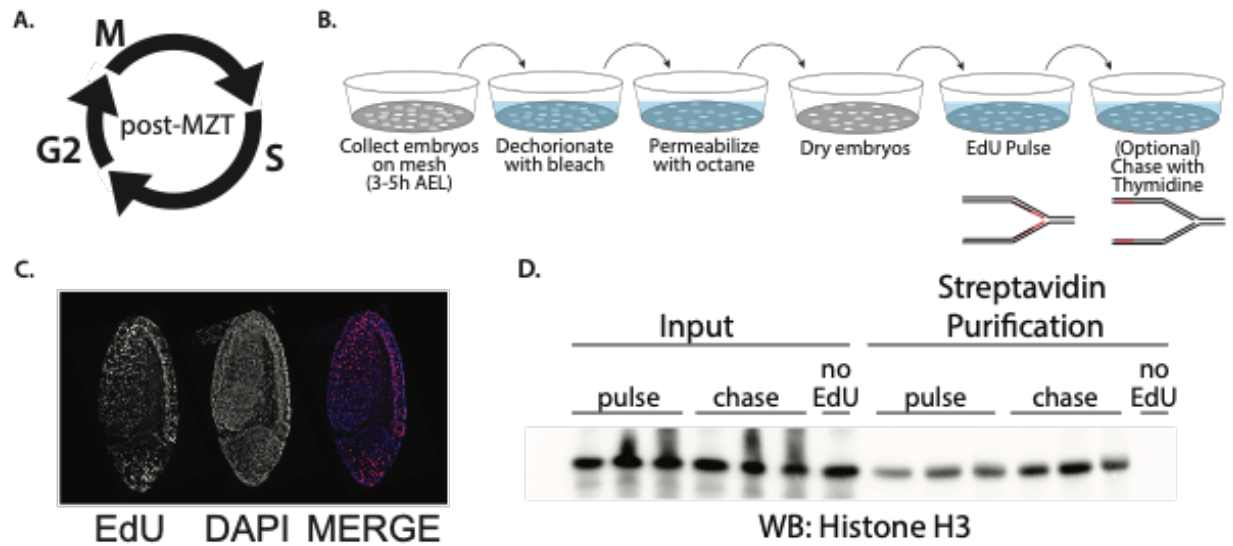 A.
M
G2
post-MZT
S
B.
Collect embryos
on mesh
(3-5h AEL)
Dechorionate
with bleach
Permeabilize
with octane
Dry embryos
EdU Pulse
(Optional)
Chase with
Thymidine
C.
EdU DAPI MERGE
D.
Input
Streptavidin
Purification
pulse
chase
no
EdU
pulse
chase
no
EdU
WB: Histone H3